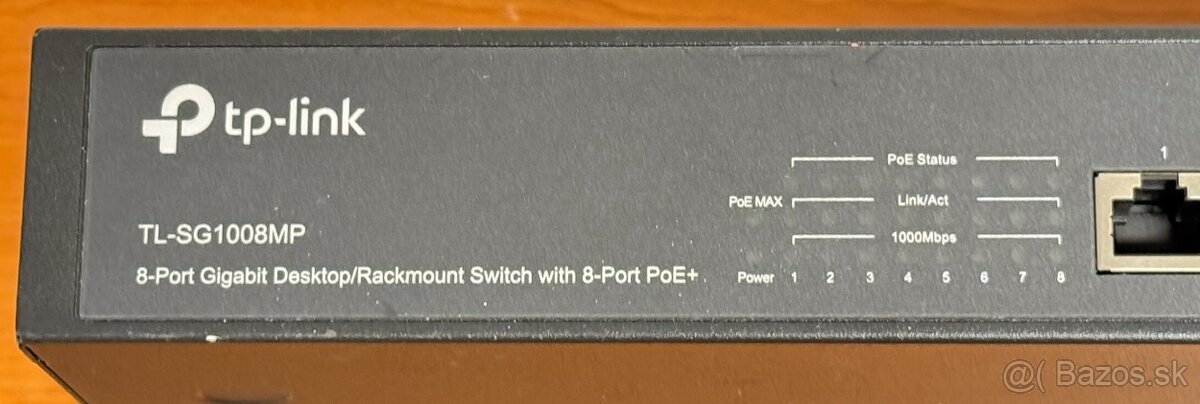 tp-link
TL-SG1008MP
8-Port Gigabit Desktop/Rackmount Switch with 8-Port PoE+
PoE Status
PoE MAX Link/Act
1000Mbps
Power 1 2 3 4 5 6 7 8
1
@( Bazos.sk